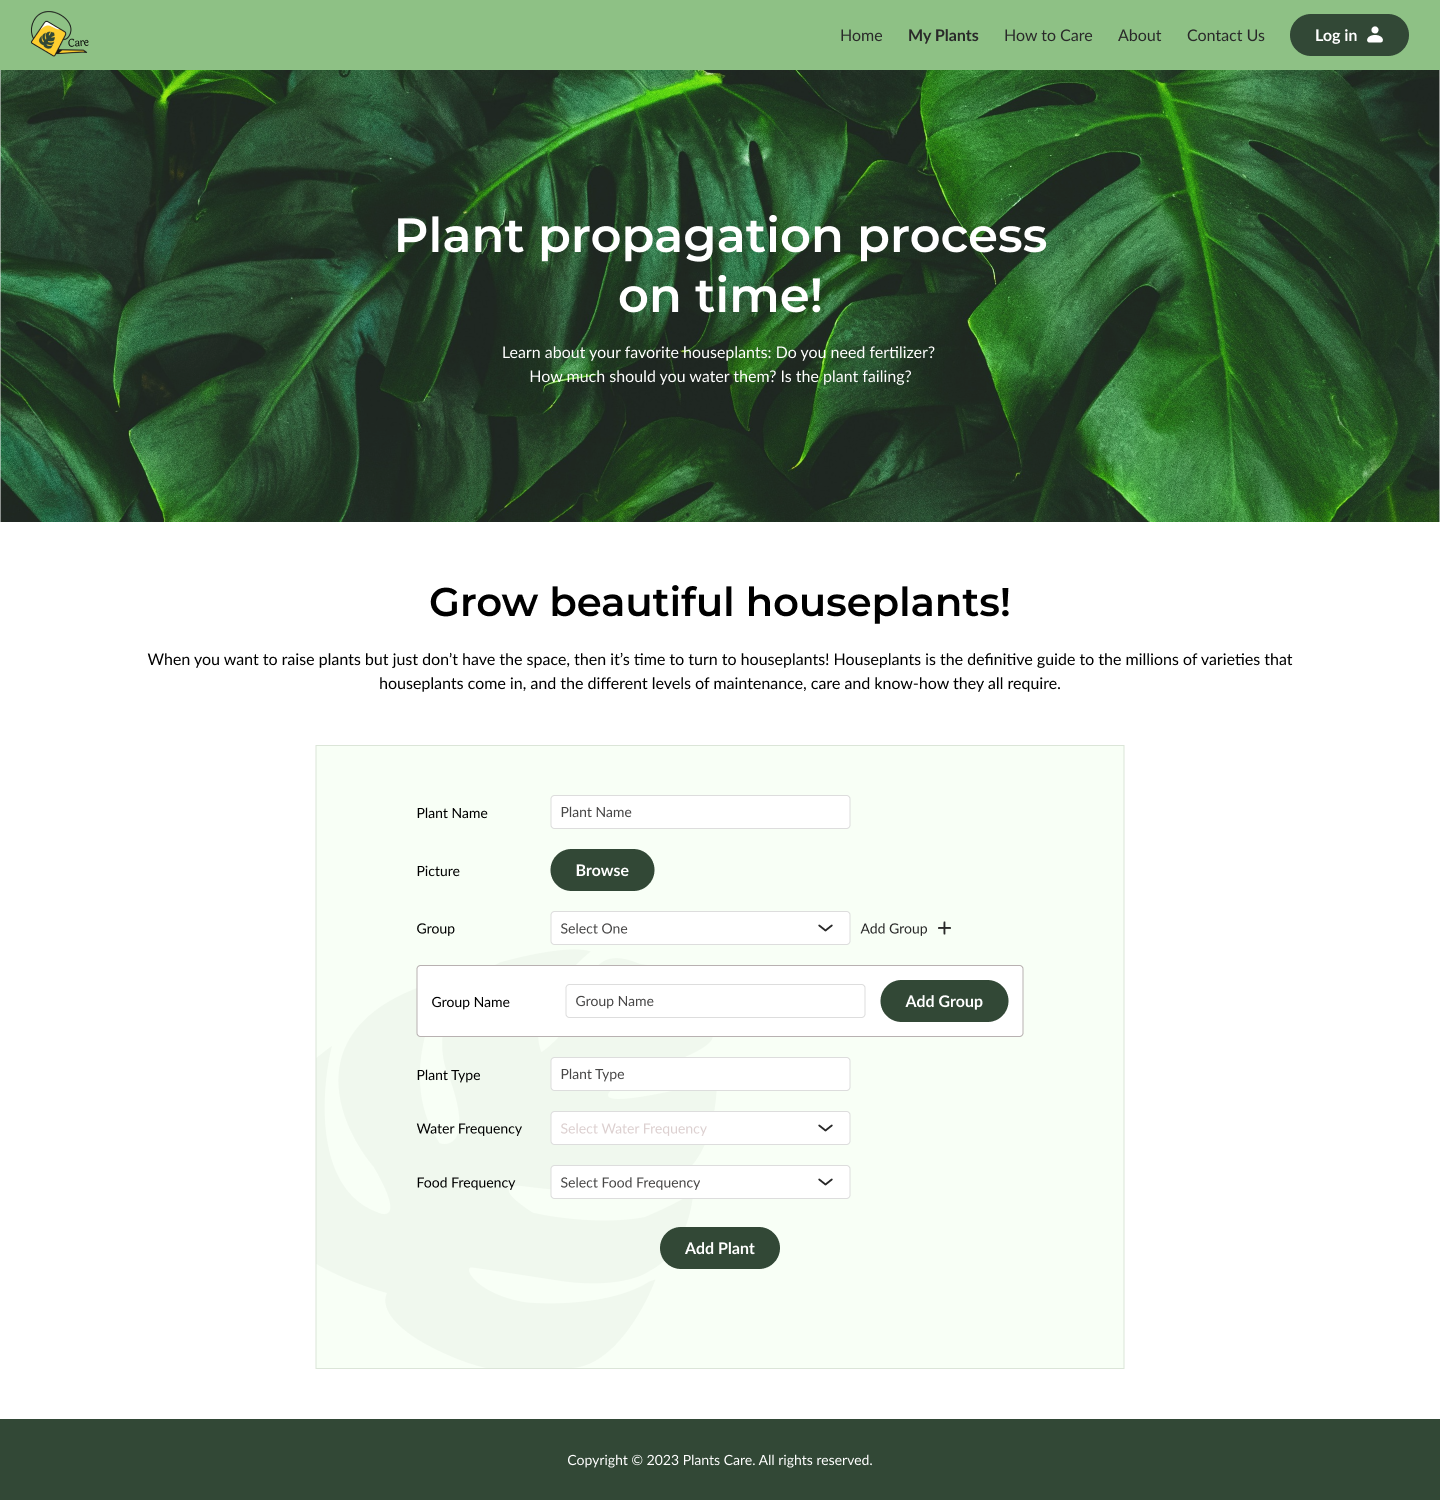 Care
Home My Plants How to Care About Contact Us Log in
Plant propagation process
on time!
Learn about your favorite houseplants: Do you need fertilizer?
How much should you water them? Is the plant failing?
Grow beautiful houseplants!
When you want to raise plants but just don’t have the space, then it’s time to turn to houseplants! Houseplants is the definitive guide to the millions of varieties that
houseplants come in, and the different levels of maintenance, care and know-how they all require.
Plant Name Plant Name
Picture Browse
Group Select One Add Group
Group Name Group Name Add Group
Plant Type Plant Type
Water Frequency Select Water Frequency
Food Frequency Select Food Frequency
Add Plant
Copyright © 2023 Plants Care. All rights reserved.